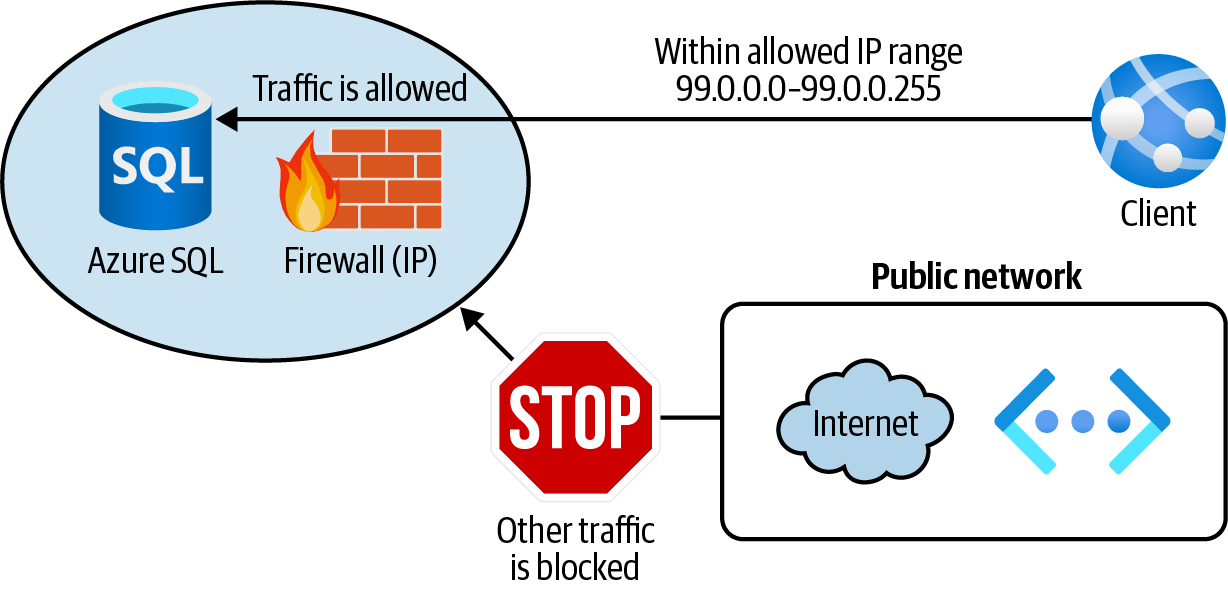 Within allowed IP range
99.0.0.0–99.0.0.255
Traffic is allowed
SQL
Azure SQL
Firewall (IP)
Client
Public network
STOP
Internet
Other traffic
is blocked